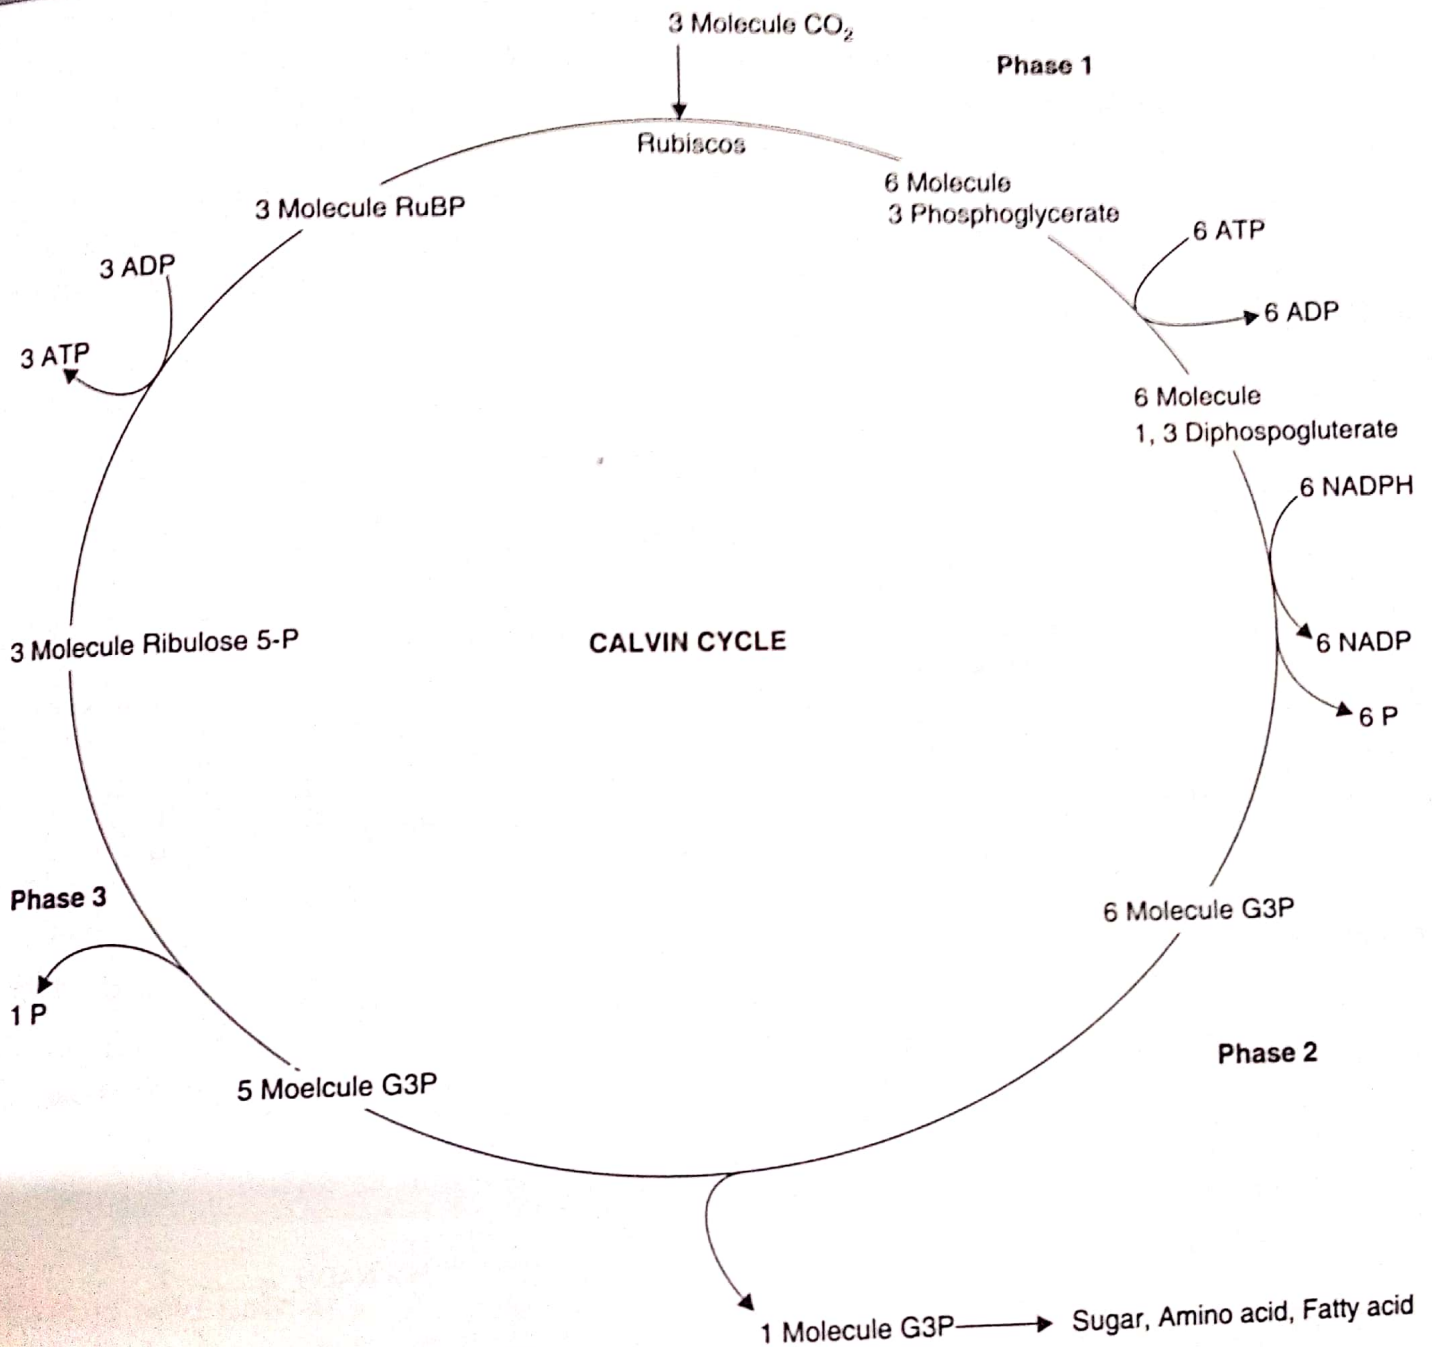 3 Molecule CO₂
Phase 1
Rubiscos
6 Molecule
3 Phosphoglycerate
3 Molecule RuBP
6 ATP
3 ADP
6 ADP
3 ATP
6 Molecule
1, 3 Diphospogluterate
6 NADPH
3 Molecule Ribulose 5-P
CALVIN CYCLE
6 NADP
6 P
Phase 3
6 Molecule G3P
1 P
Phase 2
5 Moelcule G3P
1 Molecule G3P
Sugar, Amino acid, Fatty acid